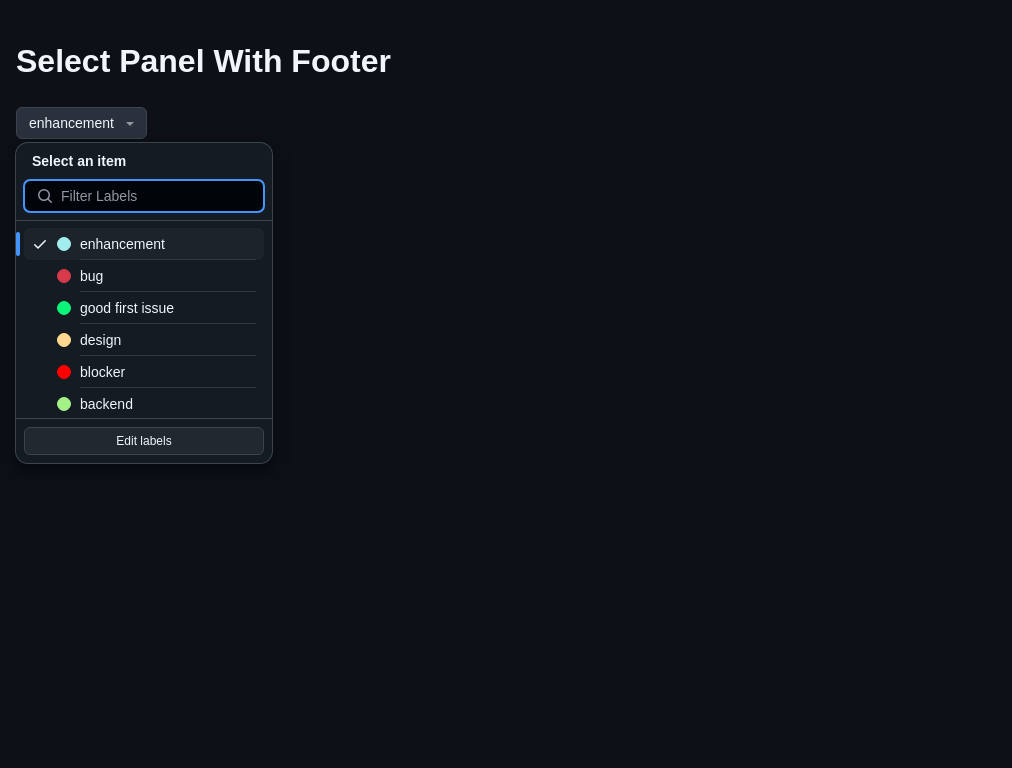 Select Panel With Footer
enhancement
Select an item
Filter Labels
enhancement
bug
good first issue
design
blocker
backend
Edit labels